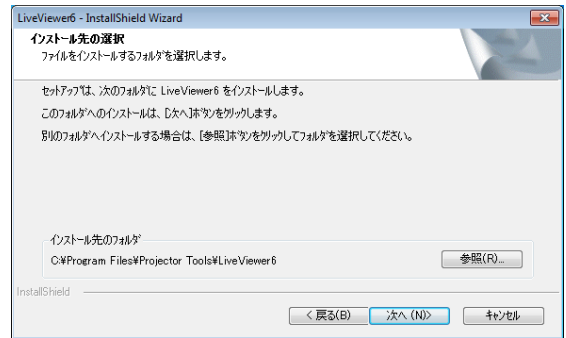 LiveViewer6 - InstallShield Wizard
インストール先の選択
ファイルをインストールするフォルダを選択します。
セットアップは、次のフォルダに LiveViewer6 をインストールします。
このフォルダへのインストールは、[次へ]ボタンをクリックします。
別のフォルダへインストールする場合は、[参照]ボタンをクリックしてフォルダを選択してください。
インストール先のフォルダ
C:¥Program Files¥Projector Tools¥LiveViewer6
参照(R)...
InstallShield
< 戻る(B)
次へ (N)>
キャンセル